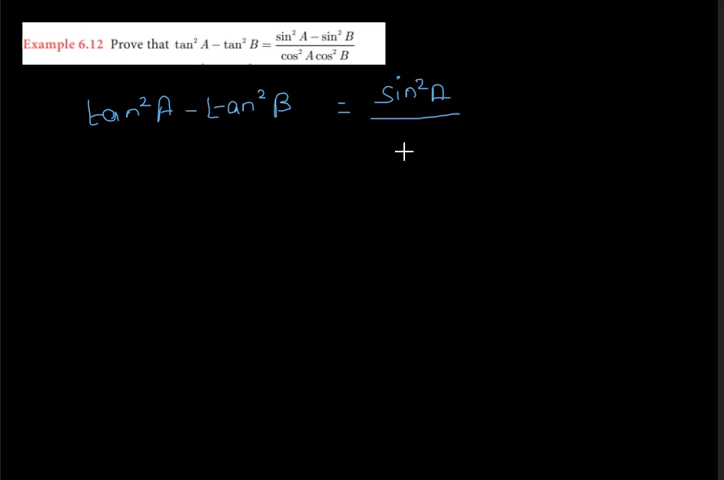 Example 6.12 Prove that tan² A − tan² B = (sin² A − sin² B) / (cos² A cos² B)
tan²A − tan²B = sin²A